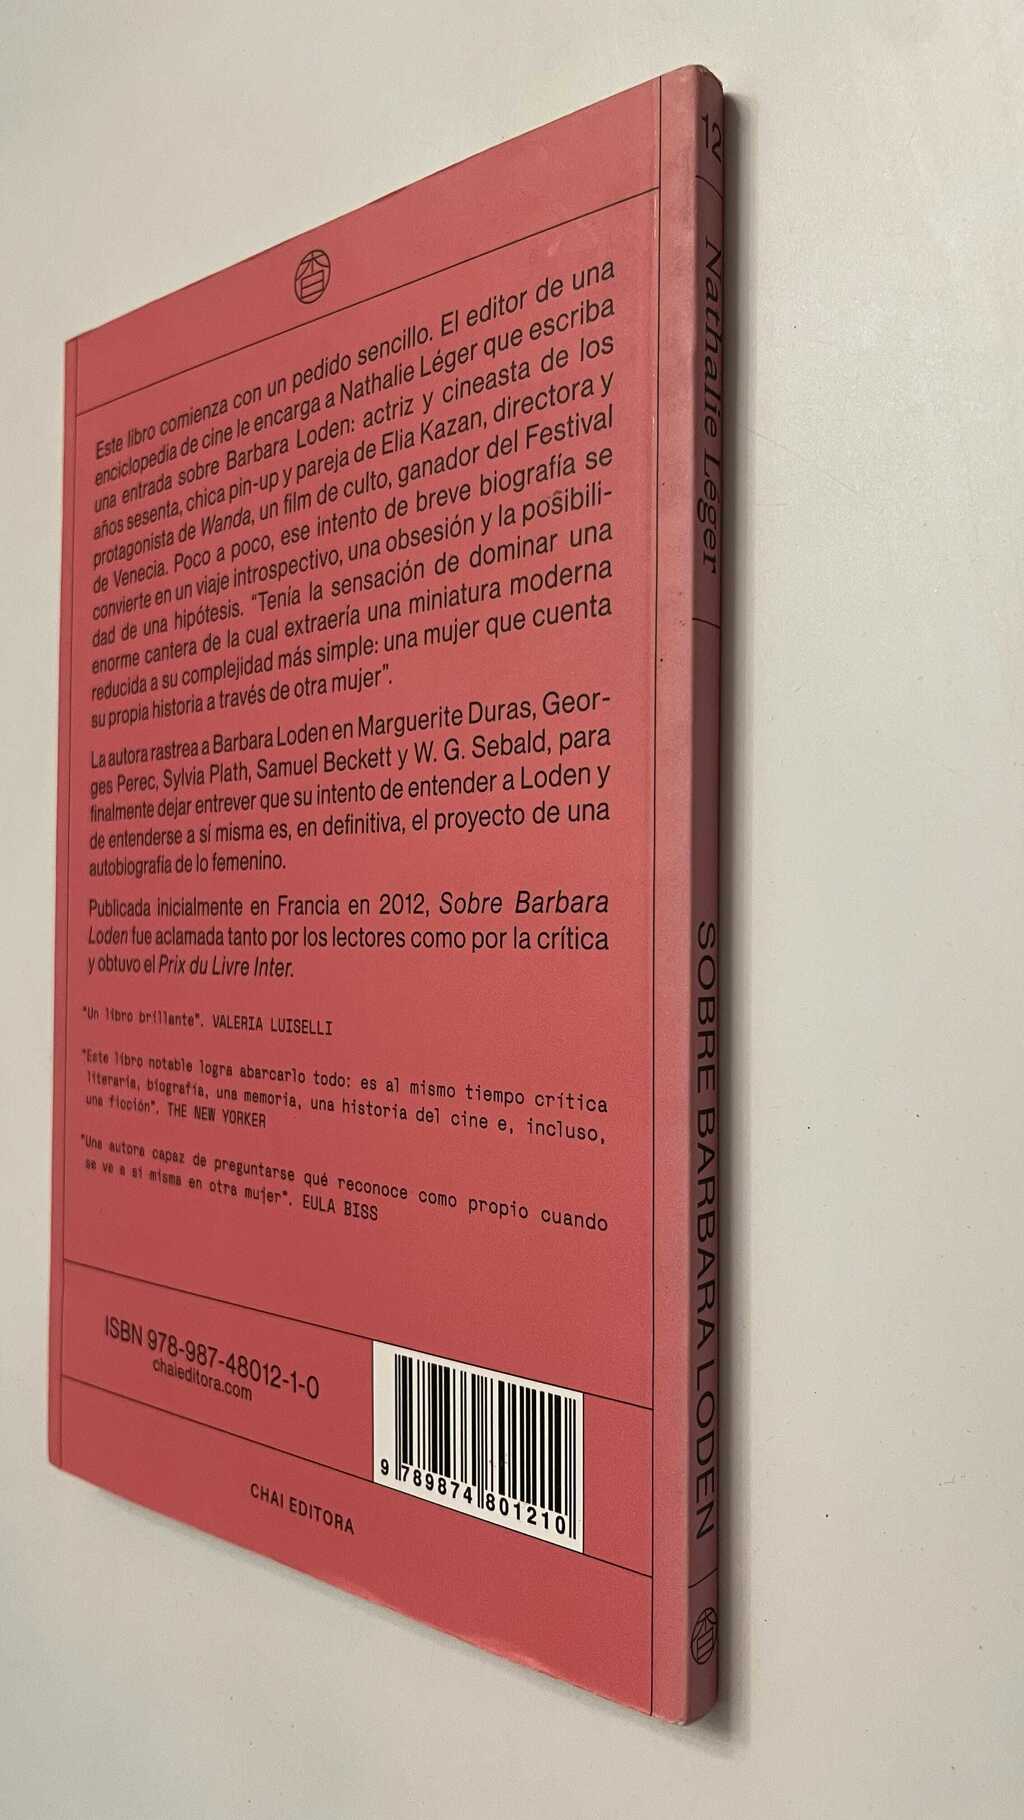 Este libro comienza con un pedido sencillo. El editor de una
enciclopedia de cine le encarga a Nathalie Léger que escriba
una entrada sobre Barbara Loden: actriz y cineasta de los
años sesenta, chica pin-up y pareja de Elia Kazan, directora y
protagonista de Wanda, un film de culto, ganador del Festival
de Venecia. Poco a poco, ese intento de breve biografía se
convierte en un viaje introspectivo, una obsesión y la posibili-
dad de una hipótesis. "Tenía la sensación de dominar una
enorme cantera de la cual extraería una miniatura moderna
reducida a su complejidad más simple: una mujer que cuenta
su propia historia a través de otra mujer".
La autora rastrea a Barbara Loden en Marguerite Duras, Geor-
ges Perec, Sylvia Plath, Samuel Beckett y W. G. Sebald, para
finalmente dejar entrever que su intento de entender a Loden y
de entenderse a sí misma es, en definitiva, el proyecto de una
autobiografía de lo femenino.
Publicada inicialmente en Francia en 2012, Sobre Barbara
Loden fue aclamada tanto por los lectores como por la crítica
y obtuvo el Prix du Livre Inter.
"Un libro brillante". VALERIA LUISELLI
"Este libro notable logra abarcarlo todo: es al mismo tiempo crítica
literaria, biografía, una memoria, una historia del cine e, incluso,
una ficción". THE NEW YORKER
"Una autora capaz de preguntarse qué reconoce como propio cuando
se ve a sí misma en otra mujer". EULA BISS
ISBN 978-987-48012-1-0
chaieditora.com
9 789874 801210
CHAI EDITORA
12
Nathalie Léger
SOBRE BARBARA LODEN